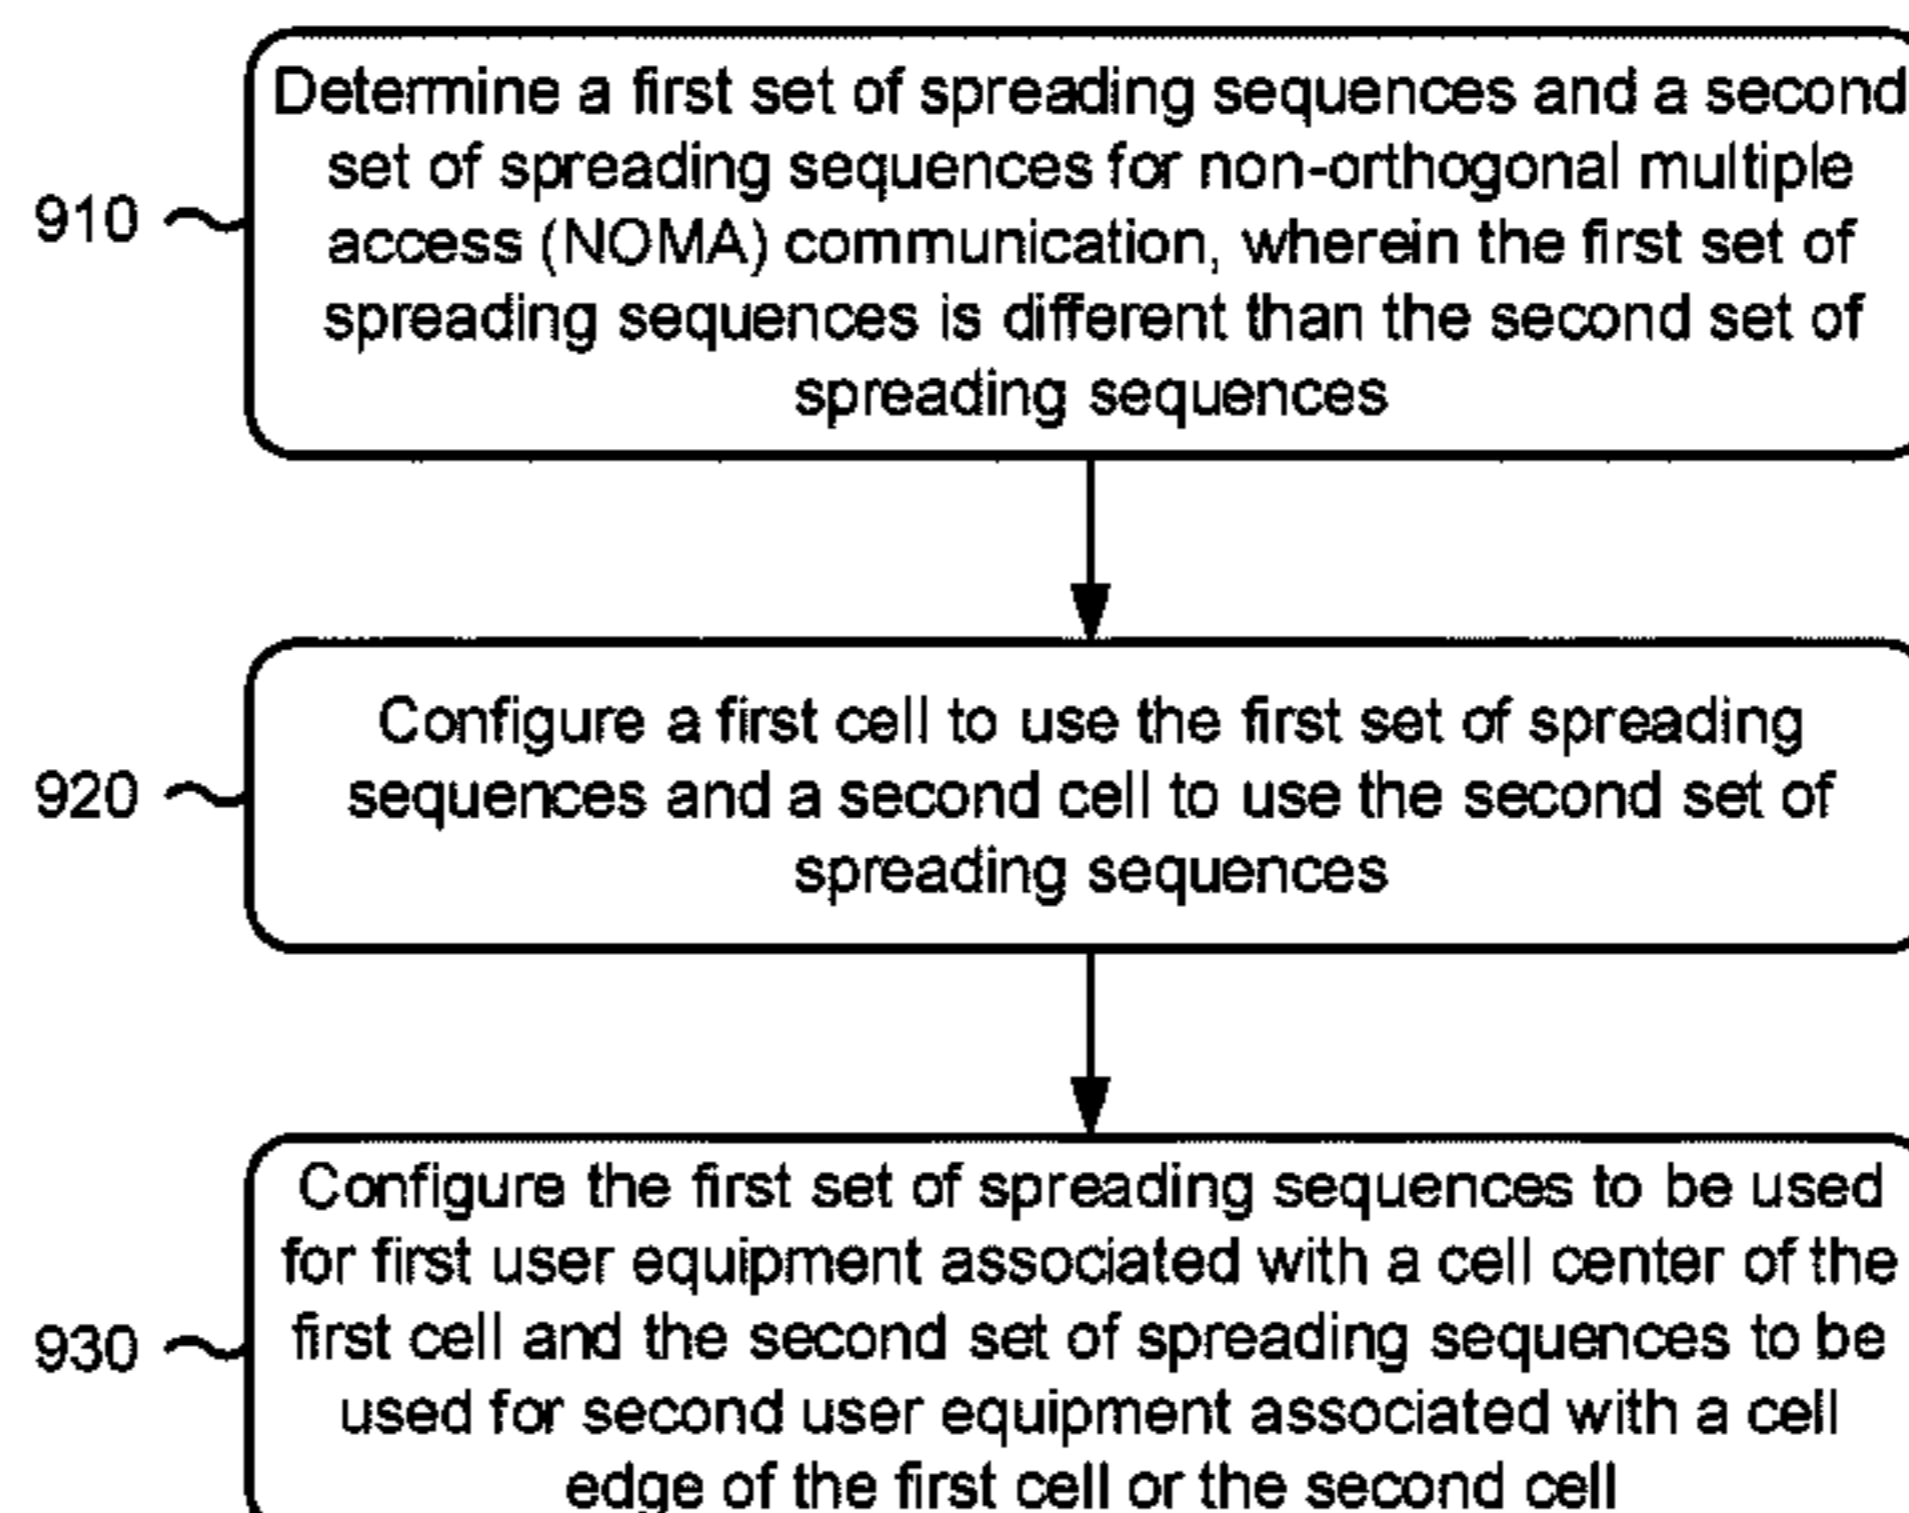 Determine a first set of spreading sequences and a second
set of spreading sequences for non-orthogonal multiple
910
access (NOMA) communication, wherein the first set of
spreading sequences is different than the second set of
spreading sequences
Configure a first cell to use the first set of spreading
920
sequences and a second cell to use the second set of
spreading sequences
Configure the first set of spreading sequences to be used
for first user equipment associated with a cell center of the
930
first cell and the second set of spreading sequences to be
used for second user equipment associated with a cell
edge of the first cell or the second cell